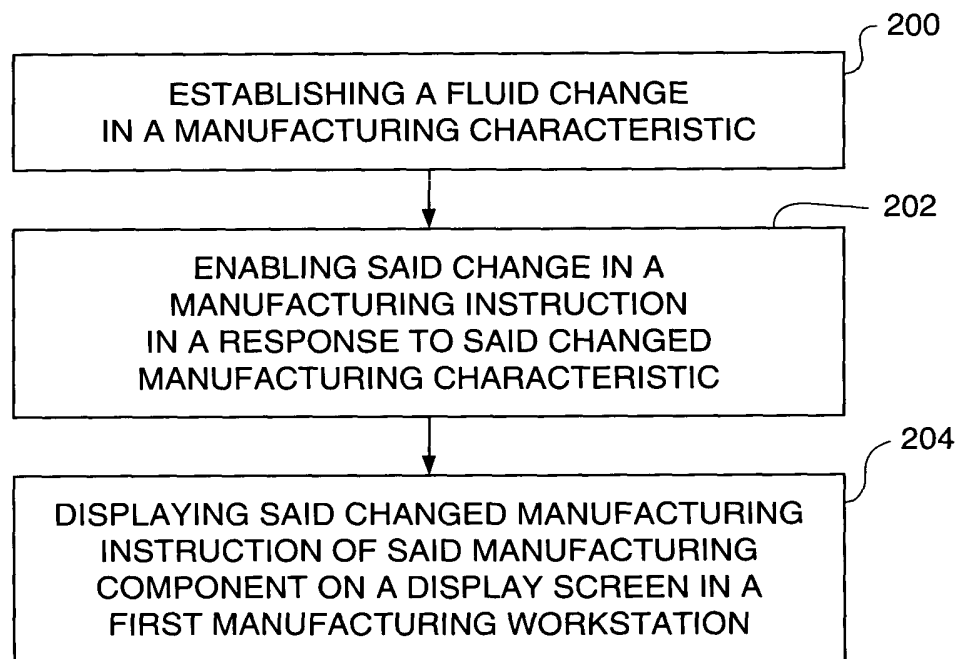 200
ESTABLISHING A FLUID CHANGE
IN A MANUFACTURING CHARACTERISTIC
202
ENABLING SAID CHANGE IN A
MANUFACTURING INSTRUCTION
IN A RESPONSE TO SAID CHANGED
MANUFACTURING CHARACTERISTIC
204
DISPLAYING SAID CHANGED MANUFACTURING
INSTRUCTION OF SAID MANUFACTURING
COMPONENT ON A DISPLAY SCREEN IN A
FIRST MANUFACTURING WORKSTATION